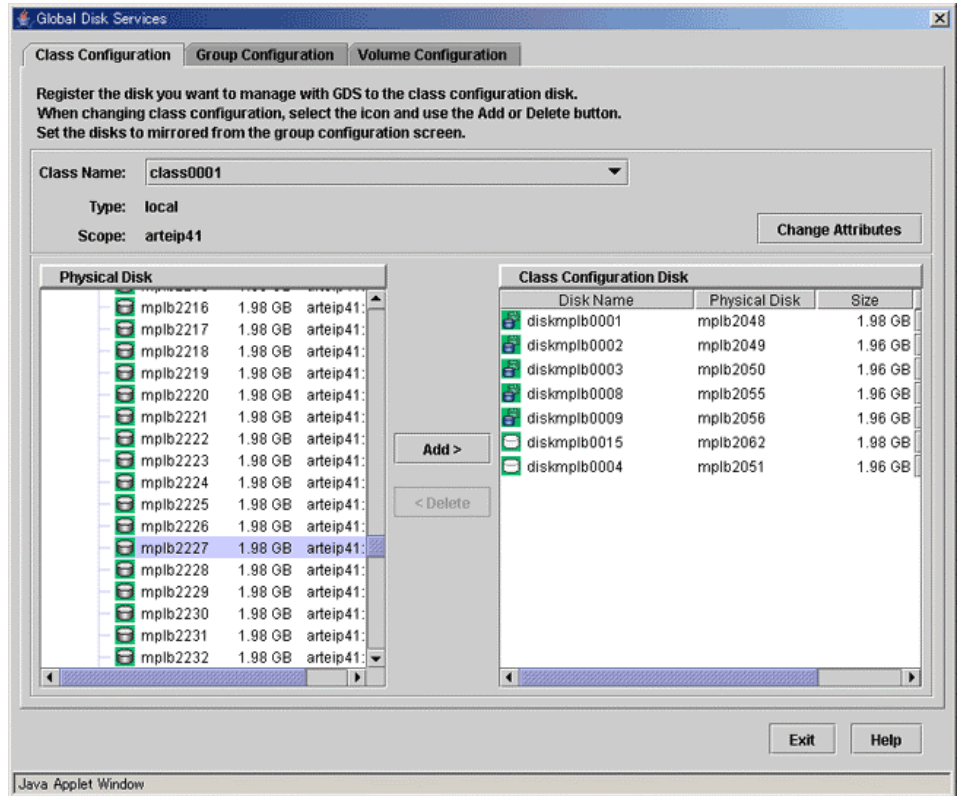 Global Disk Services
Class Configuration Group Configuration Volume Configuration
Register the disk you want to manage with GDS to the class configuration disk.
When changing class configuration, select the icon and use the Add or Delete button.
Set the disks to mirrored from the group configuration screen.
Class Name: class0001
Type: local
Scope: arteip41
Change Attributes
Physical Disk
mplb2216 1.98 GB arteip41:
mplb2217 1.98 GB arteip41:
mplb2218 1.98 GB arteip41:
mplb2219 1.98 GB arteip41:
mplb2220 1.98 GB arteip41:
mplb2221 1.98 GB arteip41:
mplb2222 1.98 GB arteip41:
mplb2223 1.98 GB arteip41:
mplb2224 1.98 GB arteip41:
mplb2225 1.98 GB arteip41:
mplb2226 1.98 GB arteip41:
mplb2227 1.98 GB arteip41:
mplb2228 1.98 GB arteip41:
mplb2229 1.98 GB arteip41:
mplb2230 1.98 GB arteip41:
mplb2231 1.98 GB arteip41:
mplb2232 1.98 GB arteip41:
Add >
< Delete
Class Configuration Disk
Disk Name Physical Disk Size
diskmplb0001 mplb2048 1.98 GB
diskmplb0002 mplb2049 1.96 GB
diskmplb0003 mplb2050 1.96 GB
diskmplb0008 mplb2055 1.96 GB
diskmplb0009 mplb2056 1.96 GB
diskmplb0015 mplb2062 1.98 GB
diskmplb0004 mplb2051 1.96 GB
Exit Help
Java Applet Window